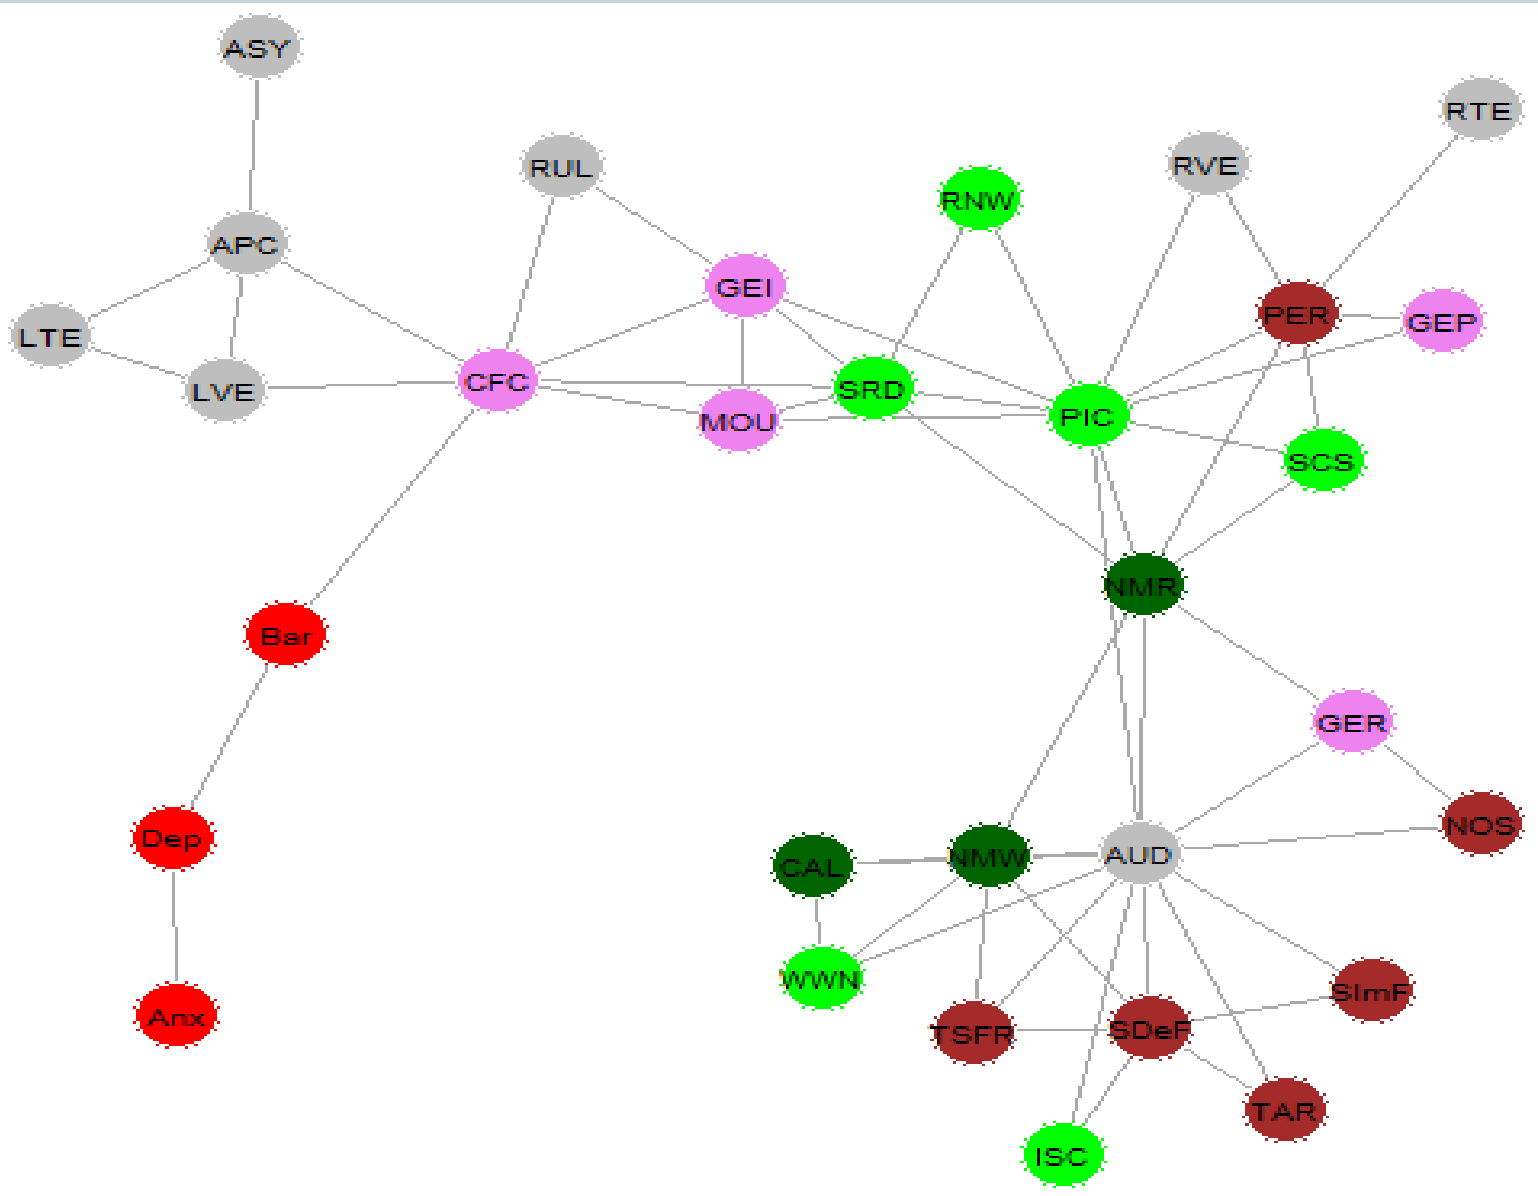 ASY
RTE
RUL
RVE
RNW
APC
GEI
PER
GEP
LTE
LVE
CFC
SRD
MOU
PIC
SCS
NMR
Bar
GER
NOS
Dep
CAL
NMW
AUD
WWN
SImF
Anx
TSFR
SDeF
TAR
ISC